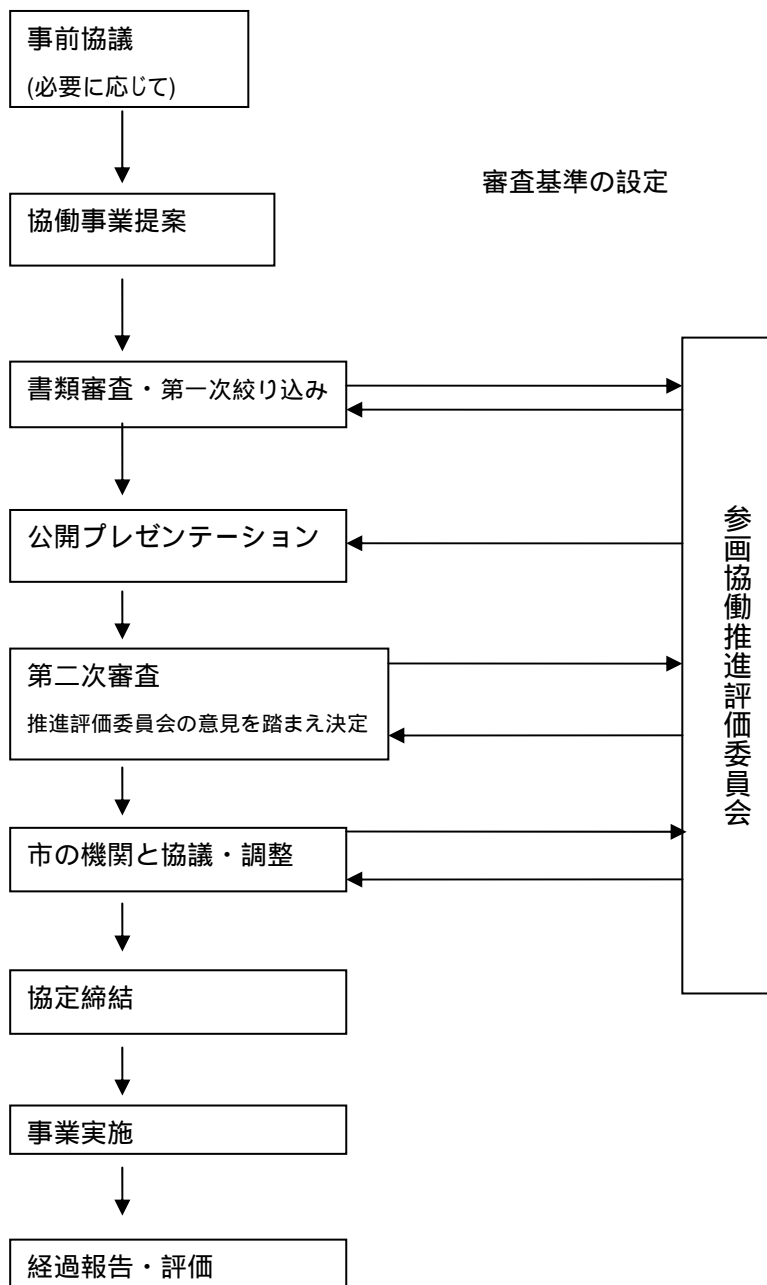 事前協議
(必要に応じて)
審査基準の設定
協働事業提案
書類審査・第一次絞り込み
公開プレゼンテーション
第二次審査
推進評価委員会の意見を踏まえ決定
市の機関と協議・調整
協定締結
事業実施
経過報告・評価
参画協働推進評価委員会